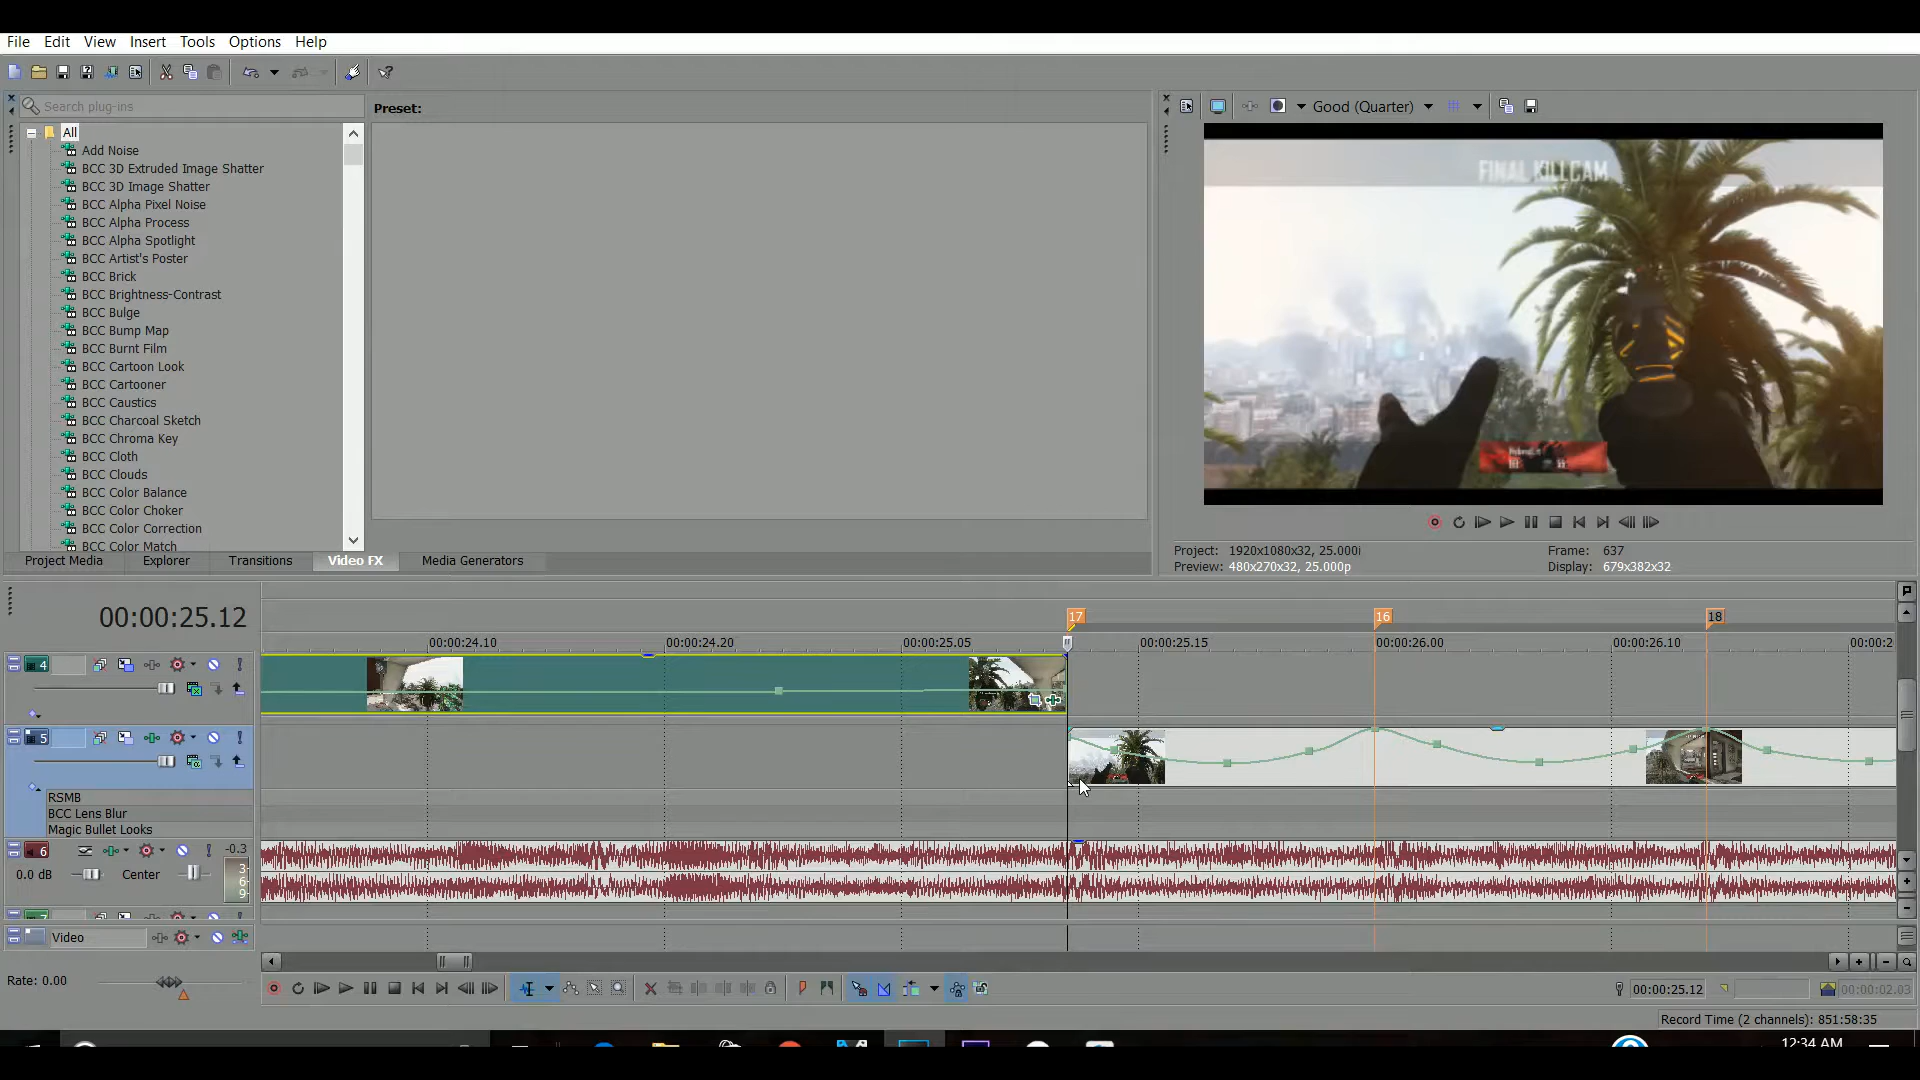 File Edit View Insert Tools Options Help
Search plug-ins
Preset:
Good (Quarter)
All
Add Noise
BCC 3D Extruded Image Shatter
BCC 3D Image Shatter
BCC Alpha Pixel Noise
BCC Alpha Process
BCC Alpha Spotlight
BCC Artist's Poster
BCC Brick
BCC Brightness-Contrast
BCC Bulge
BCC Bump Map
BCC Burnt Film
BCC Cartoon Look
BCC Cartooner
BCC Caustics
BCC Charcoal Sketch
BCC Chroma Key
BCC Cloth
BCC Clouds
BCC Color Balance
BCC Color Choker
BCC Color Correction
BCC Color Match
FINAL KILLCAM
Project Media Explorer Transitions Video FX Media Generators
Project: 1920x1080x32, 25.000i Frame: 637
Preview: 480x270x32, 25.000p Display: 679x382x32
00:00:25.12
17 16 18
00:00:24.10 00:00:24.20 00:00:25.05 00:00:25.15 00:00:26.00 00:00:26.10 00:00:2
4
5
RSMB
BCC Lens Blur
Magic Bullet Looks
6 -0.3
0.0 dB Center 3
6
9
Video
Rate: 0.00
00:00:25.12 00:00:02.03
Record Time (2 channels): 851:58:35
12:34 AM